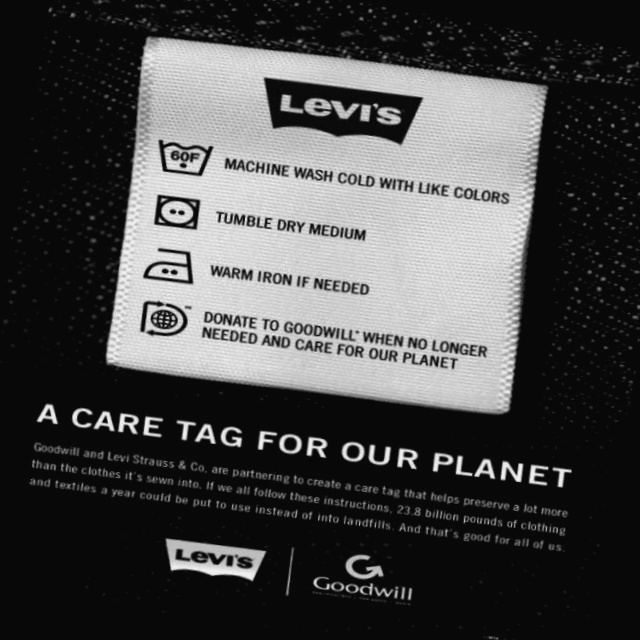 Levi's
60F
MACHINE WASH COLD WITH LIKE COLORS
TUMBLE DRY MEDIUM
WARM IRON IF NEEDED
DONATE TO GOODWILL® WHEN NO LONGER
NEEDED AND CARE FOR OUR PLANET
A CARE TAG FOR OUR PLANET
Goodwill and Levi Strauss & Co. are partnering to create a care tag that helps preserve a lot more
than the clothes it's sewn into. If we all follow these instructions, 23.8 billion pounds of clothing
and textiles a year could be put to use instead of into landfills. And that's good for all of us.
Levi's
Goodwill